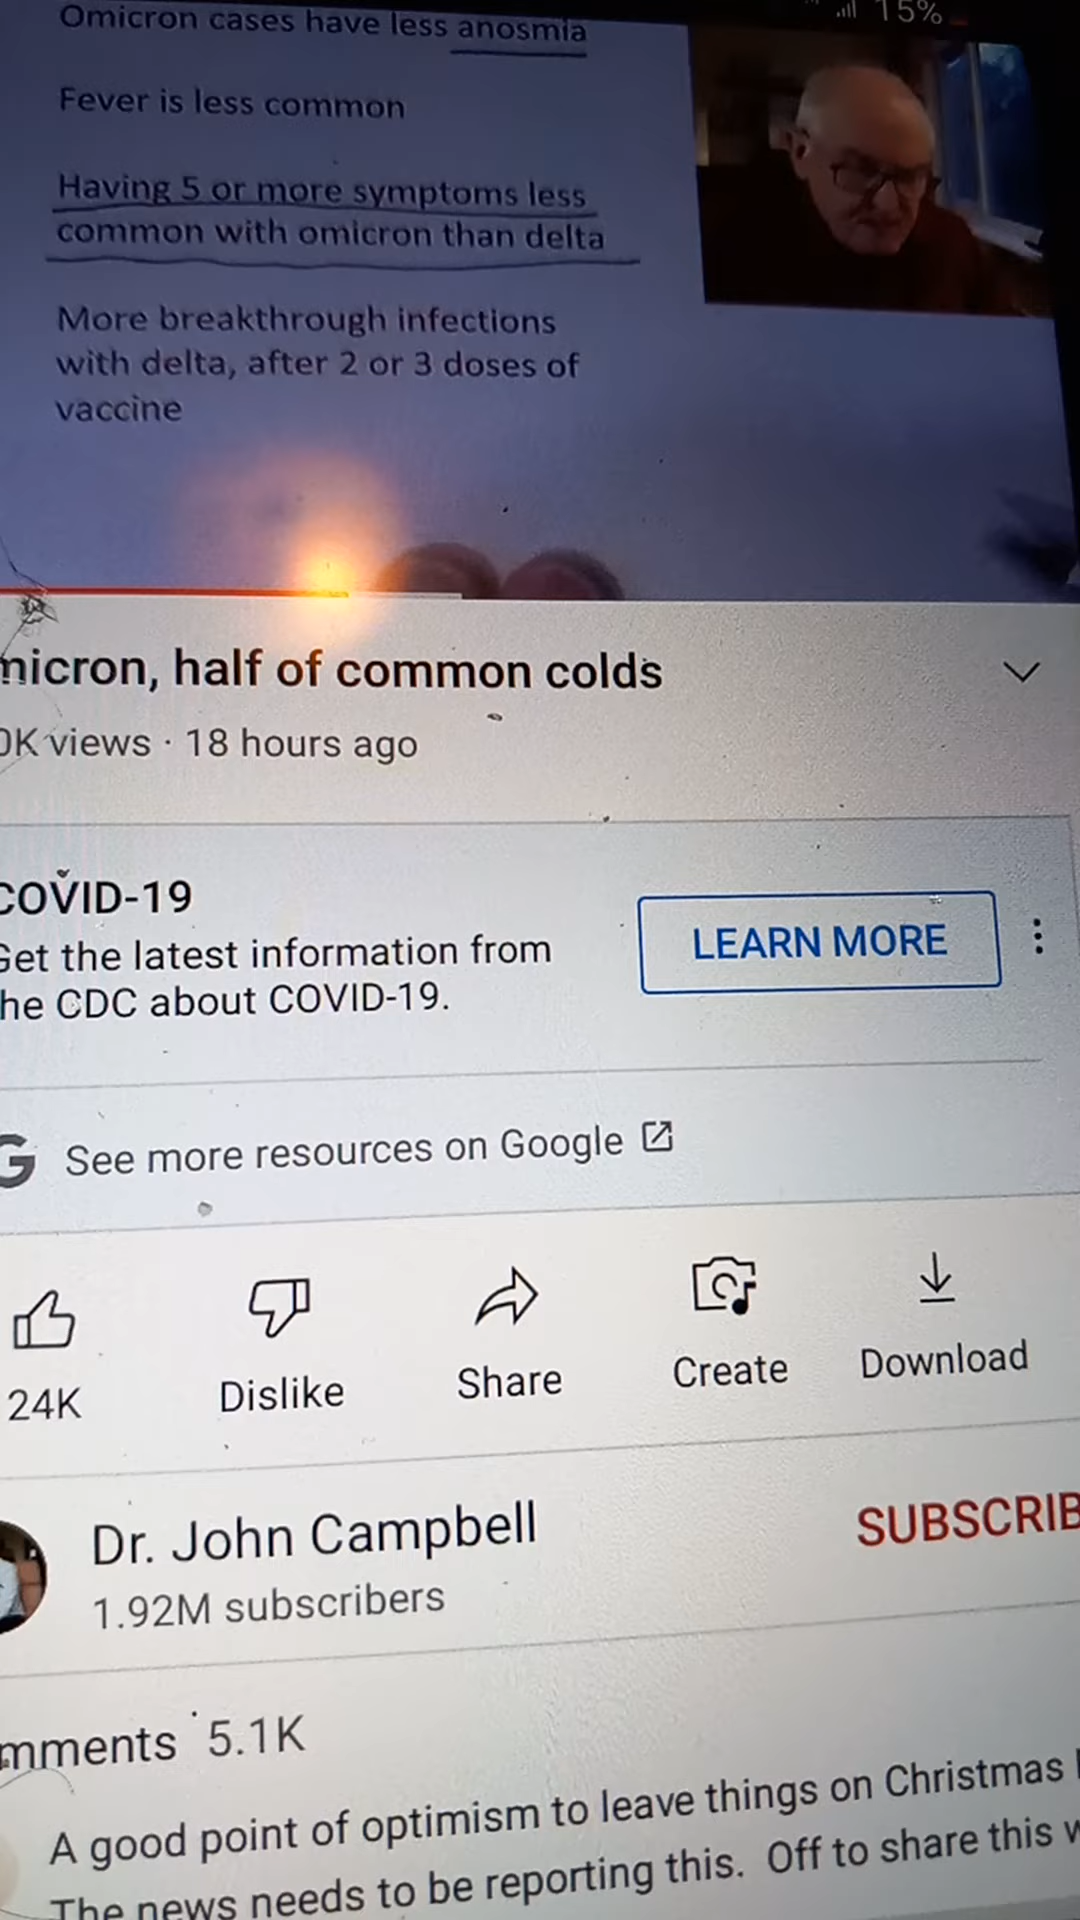 15%
Omicron cases have less anosmia
Fever is less common
Having 5 or more symptoms less
common with omicron than delta
More breakthrough infections
with delta, after 2 or 3 doses of
vaccine
micron, half of common colds
0K views · 18 hours ago
COVID-19
Get the latest information from
he CDC about COVID-19.
LEARN MORE
G See more resources on Google
24K
Dislike
Share
Create
Download
Dr. John Campbell
1.92M subscribers
SUBSCRIB
mments 5.1K
A good point of optimism to leave things on Christmas
The news needs to be reporting this. Off to share this